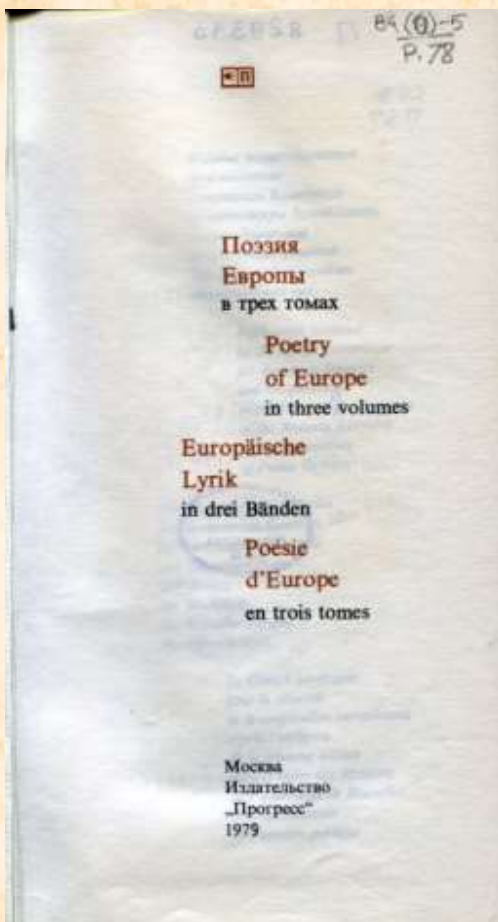 84(0)-5
P.78
Поэзия
Европы
в трех томах
Poetry
of Europe
in three volumes
Europäische
Lyrik
in drei Bänden
Poésie
d'Europe
en trois tomes
Москва
Издательство
„Прогресс“
1979